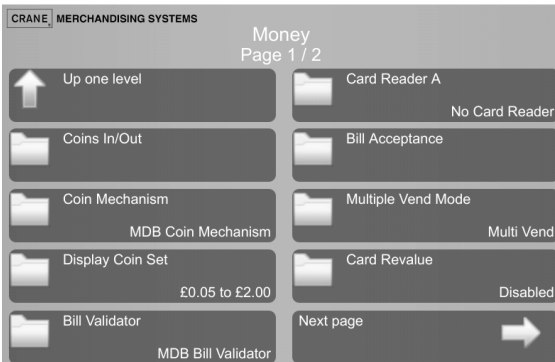 CRANE MERCHANDISING SYSTEMS
Money
Page 1 / 2
Up one level
Coins In/Out
Coin Mechanism
MDB Coin Mechanism
Display Coin Set
£0.05 to £2.00
Bill Validator
MDB Bill Validator
Card Reader A
No Card Reader
Bill Acceptance
Multiple Vend Mode
Multi Vend
Card Revalue
Disabled
Next page